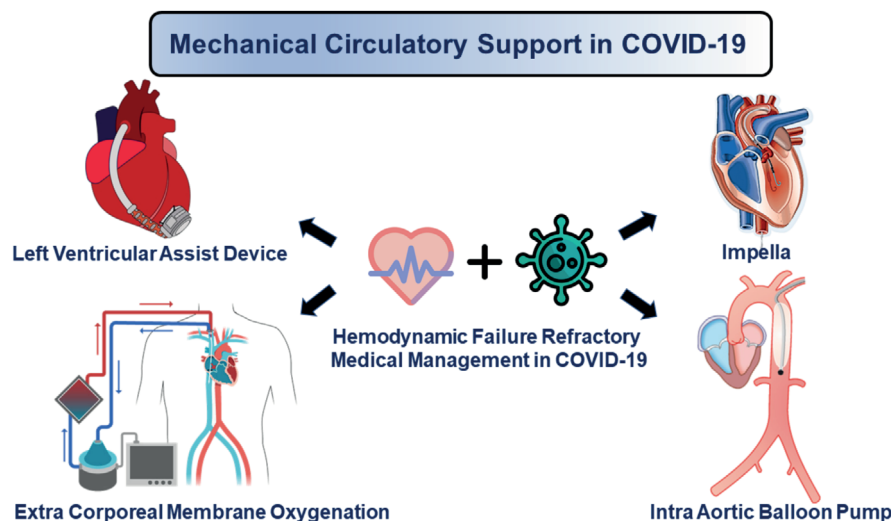 Mechanical Circulatory Support in COVID-19
Left Ventricular Assist Device
Impella
Hemodynamic Failure Refractory
Medical Management in COVID-19
Extra Corporeal Membrane Oxygenation
Intra Aortic Balloon Pump